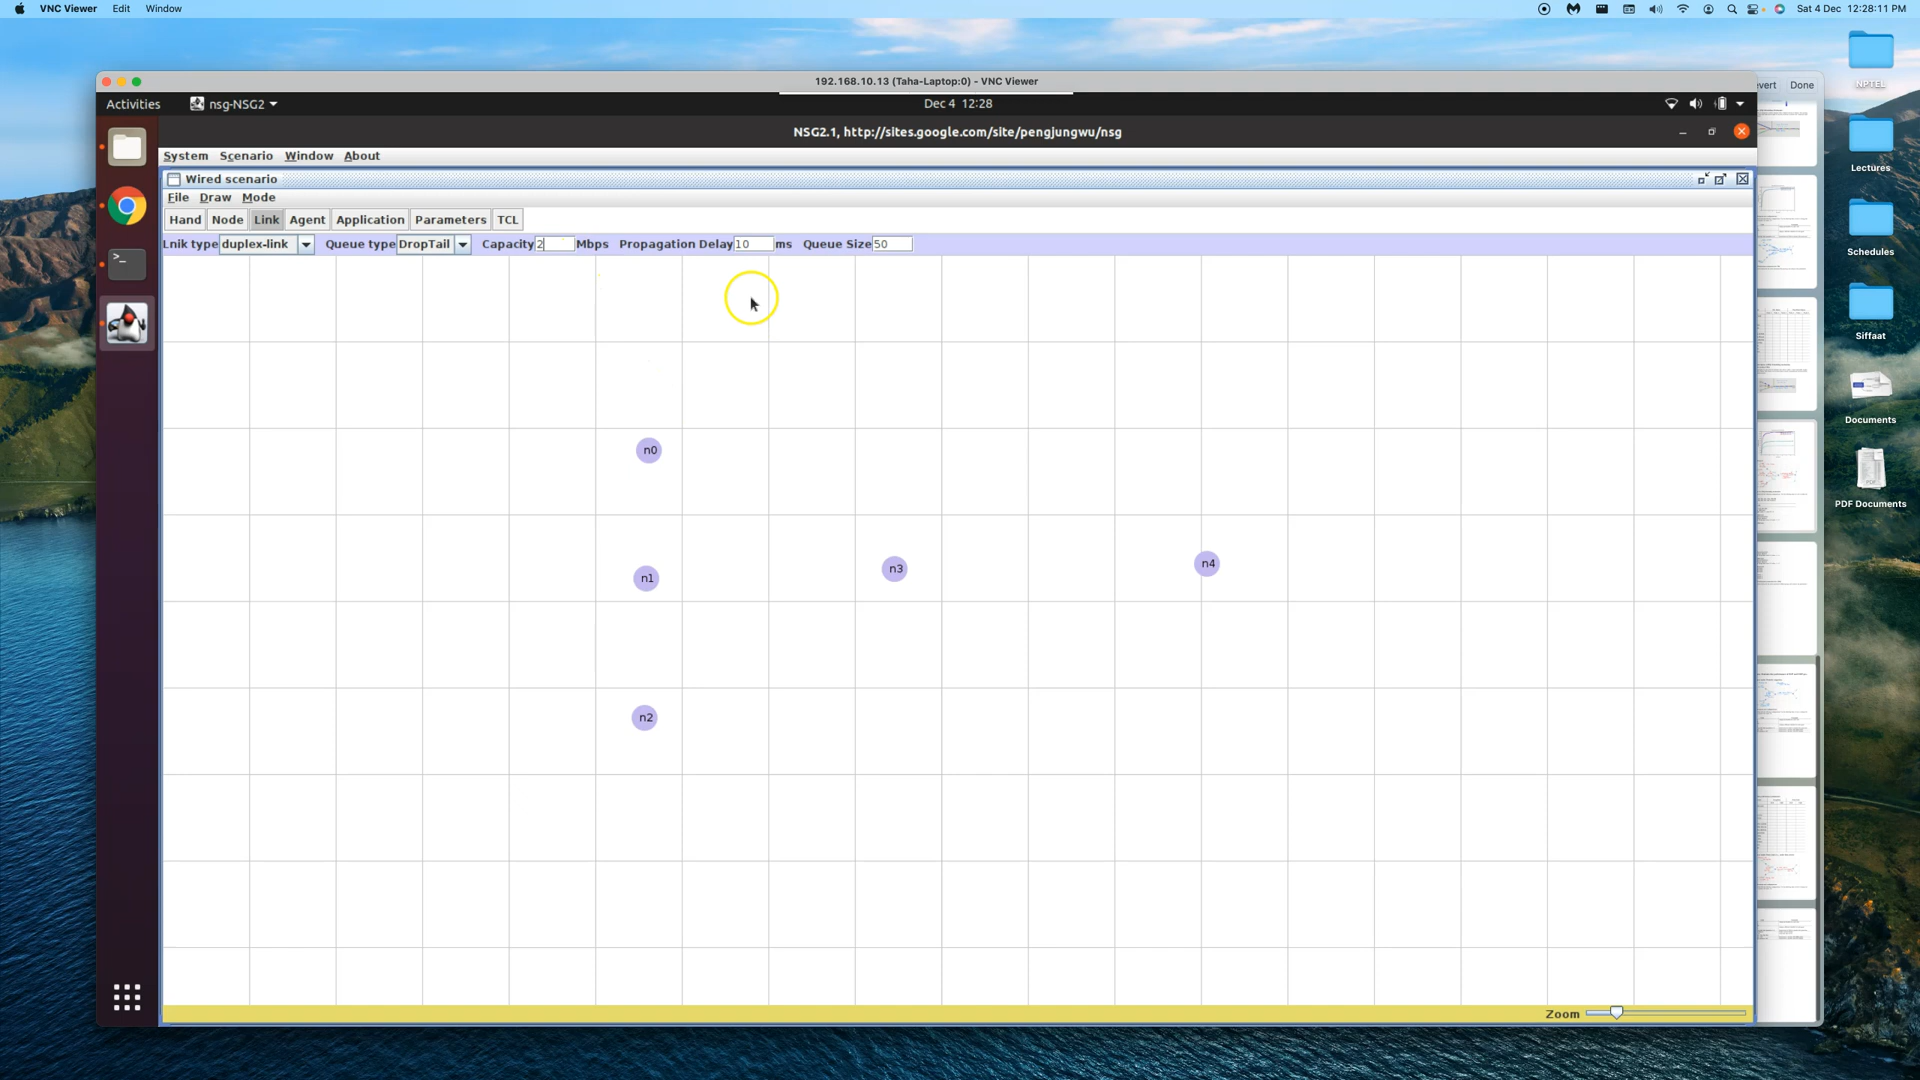 VNC Viewer Edit Window Sat 4 Dec 12:28:11 PM
192.168.10.13 (Taha-Laptop:0) - VNC Viewer
evert Done
NPTEL
Activities nsg-NSG2 Dec 4 12:28
NSG2.1, http://sites.google.com/site/pengjungwu/nsg
System Scenario Window About
Lectures
Wired scenario
File Draw Mode
Hand Node Link Agent Application Parameters TCL
Lnik type duplex-link Queue type DropTail Capacity 2 Mbps Propagation Delay 10 ms Queue Size 50
Schedules
Siffaat
Documents
n0
PDF Documents
n3
n4
n1
n2
Zoom